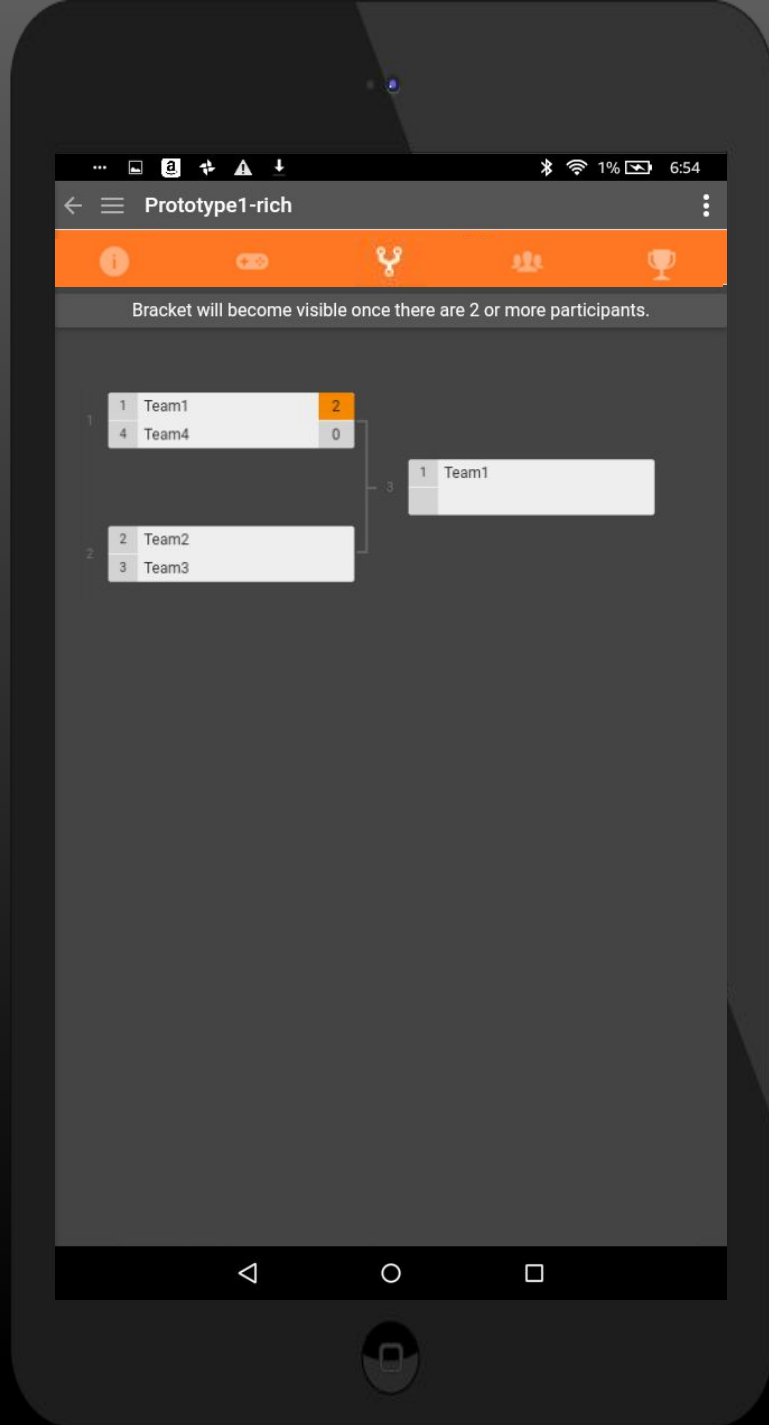 1% 6:54
Prototype1-rich
Bracket will become visible once there are 2 or more participants.
1 1 Team1 2
4 Team4 0
3 1 Team1
2 2 Team2
3 Team3